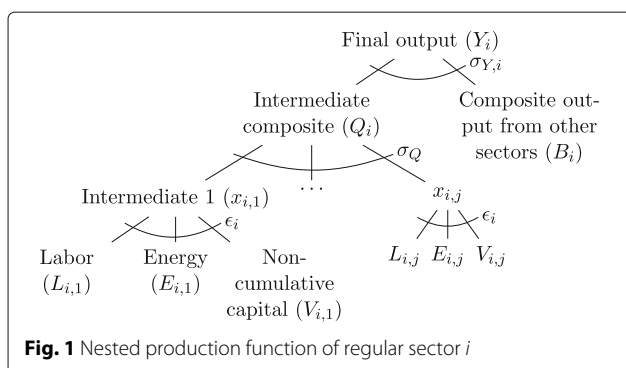 Final output (Y_i)
σ_{Y,i}
Intermediate
composite (Q_i)
Composite out-
put from other
sectors (B_i)
σ_Q
Intermediate 1 (x_{i,1})
...
x_{i,j}
ϵ_i
ϵ_i
Labor
(L_{i,1})
Energy
(E_{i,1})
Non-
cumulative
capital (V_{i,1})
L_{i,j} E_{i,j} V_{i,j}
Fig. 1 Nested production function of regular sector i